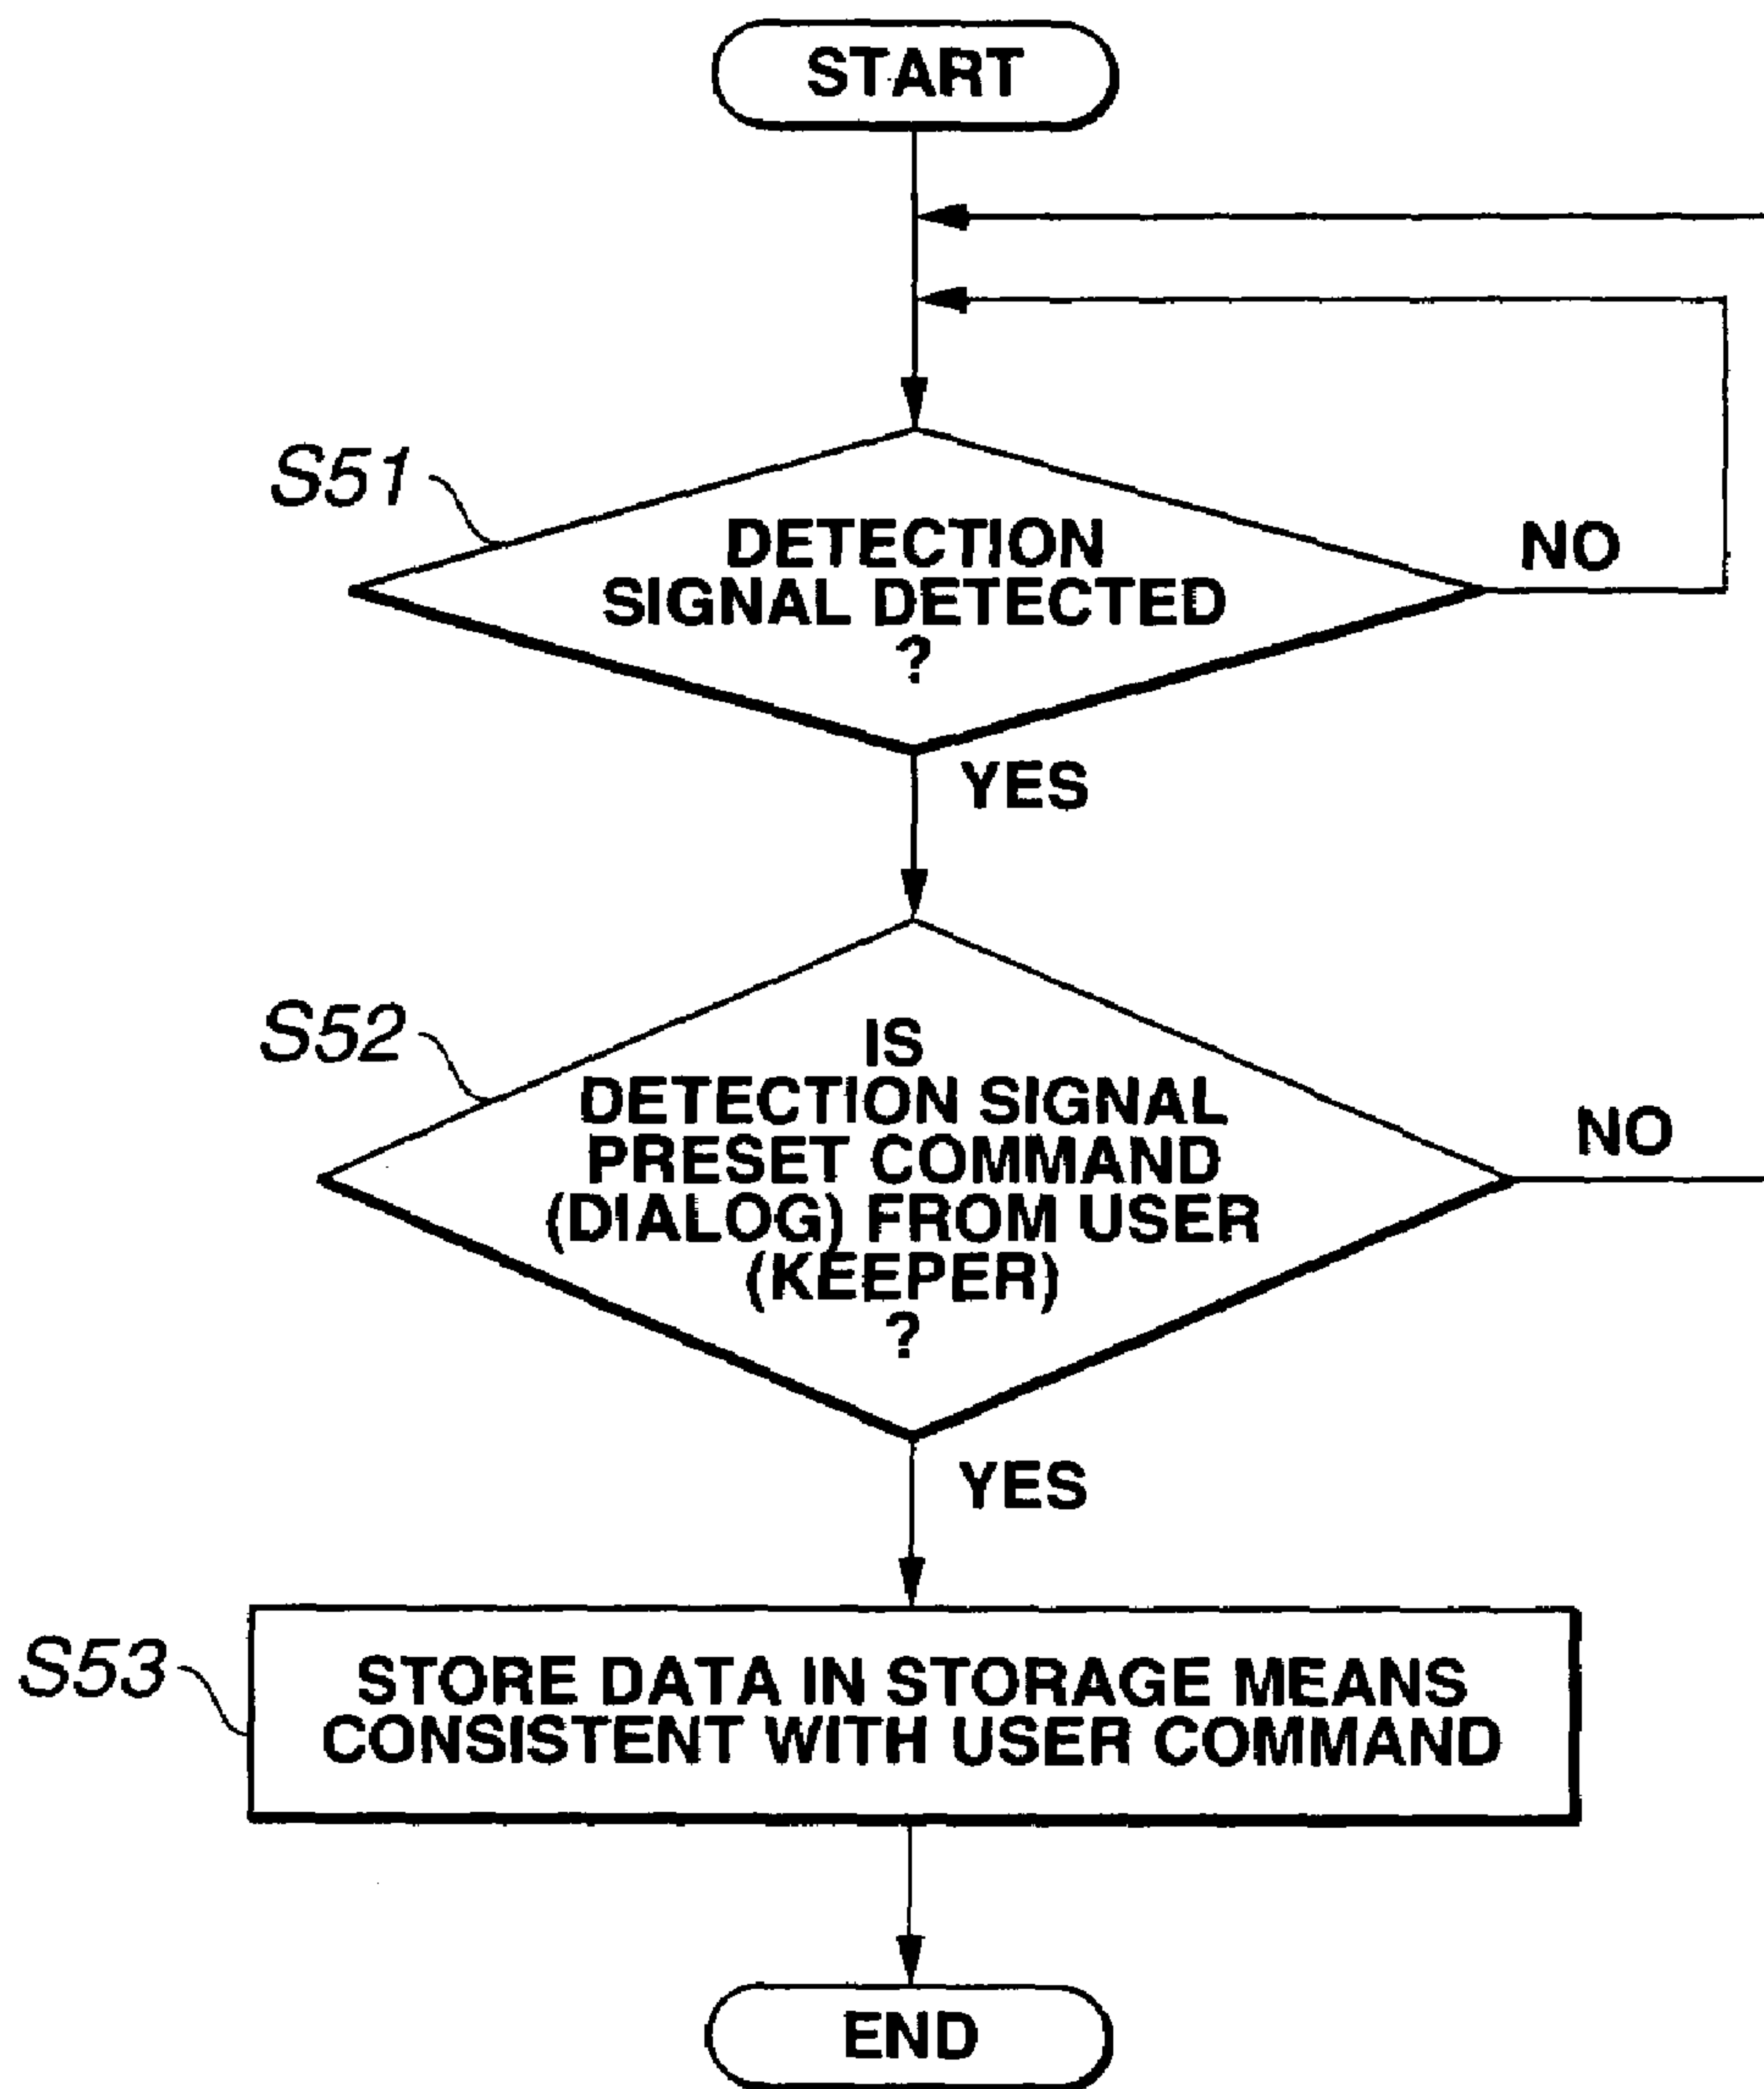 START
S51
DETECTION
SIGNAL DETECTED
?
NO
YES
S52
IS
DETECTION SIGNAL
PRESET COMMAND
(DIALOG) FROM USER
(KEEPER)
?
NO
YES
S53
STORE DATA IN STORAGE MEANS
CONSISTENT WITH USER COMMAND
END